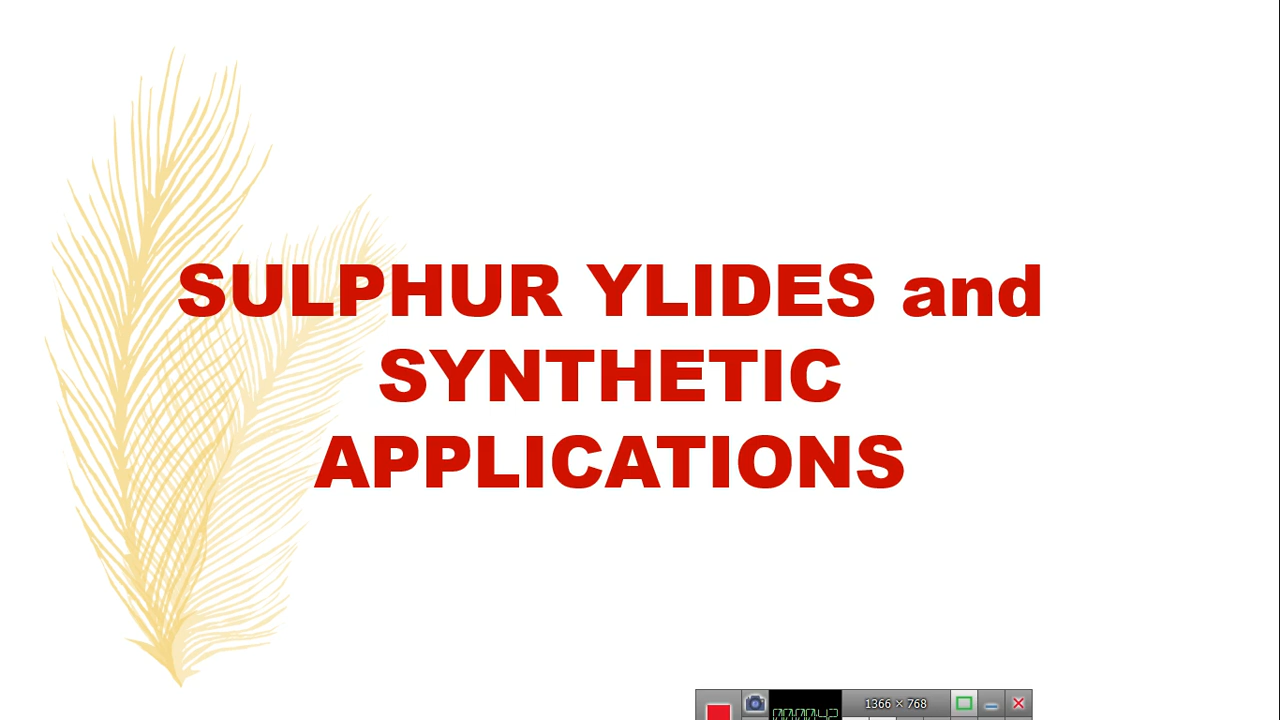 SULPHUR YLIDES and
SYNTHETIC
APPLICATIONS
1366 × 768